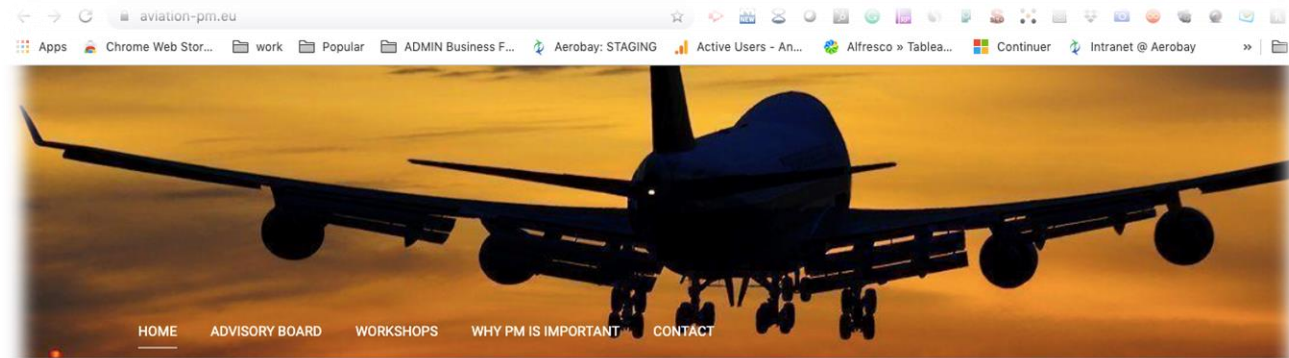 aviation-pm.eu
Apps Chrome Web Stor... work Popular ADMIN Business F... Aerobay: STAGING Active Users - An... Alfresco » Tablea... Continuer Intranet @ Aerobay »
HOME ADVISORY BOARD WORKSHOPS WHY PM IS IMPORTANT CONTACT